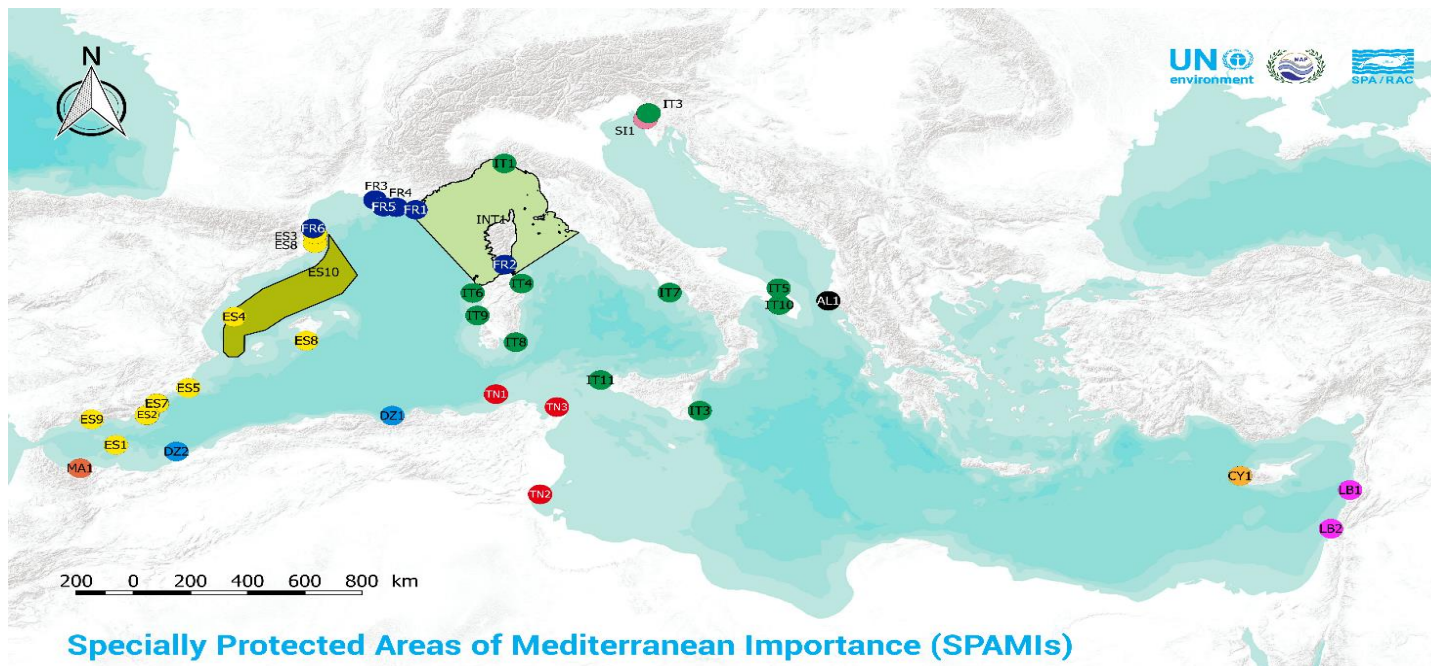 N
UN
environment
MAP
SPA/RAC
IT3
SI1
IT1
FR3
FR4
FR5
FR1
INT1
FR6
ES3
ES8
FR2
ES10
IT4
IT6
IT7
IT5
IT10
AL1
IT9
ES4
ES8
IT8
IT11
ES5
TN1
TN3
ES7
ES2
ES9
DZ1
IT3
ES1
DZ2
MA1
CY1
TN2
LB1
LB2
200 0 200 400 600 800 km
Specially Protected Areas of Mediterranean Importance (SPAMIs)